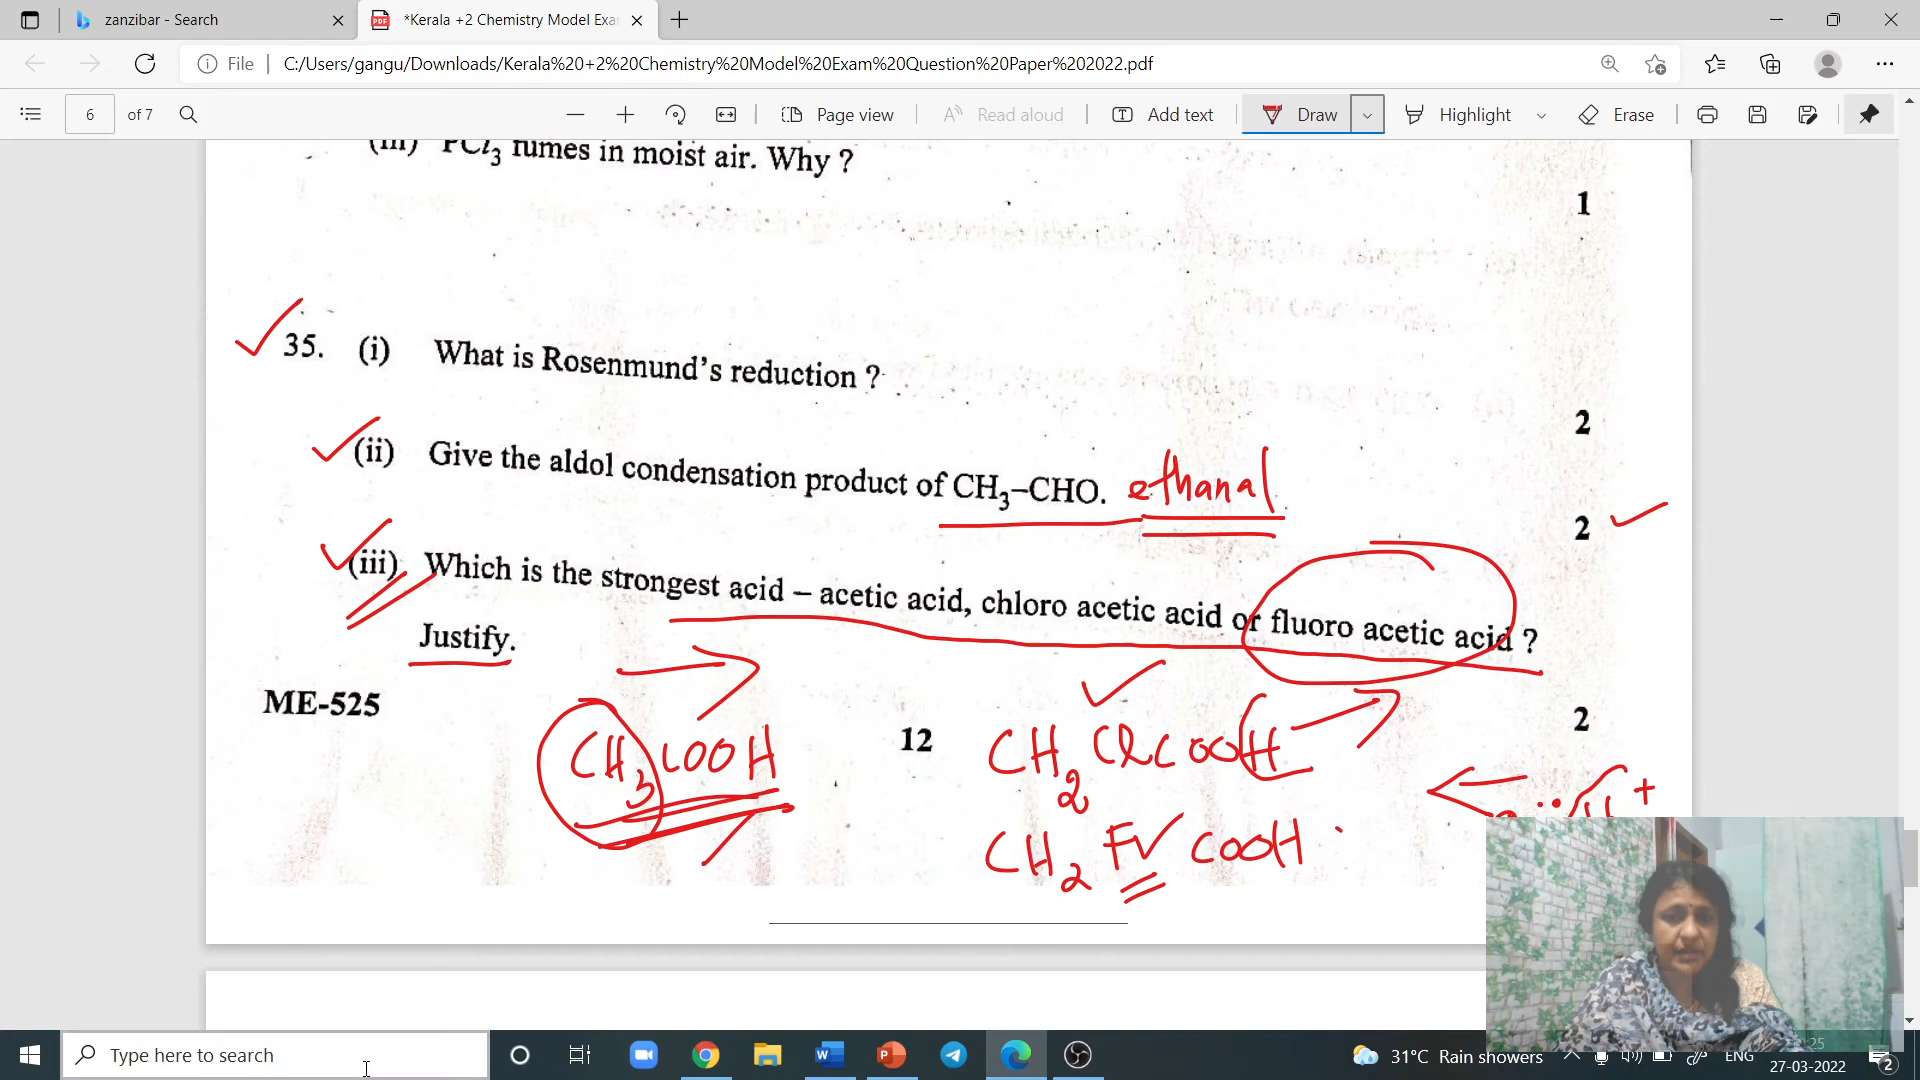 zanzibar - Search
*Kerala +2 Chemistry Model Exa
File
C:/Users/gangu/Downloads/Kerala%20+2%20Chemistry%20Model%20Exam%20Question%20Paper%202022.pdf
6 of 7
Page view
Read aloud
Add text
Draw
Highlight
Erase
(iii) PCl3 fumes in moist air. Why ?
1
35. (i) What is Rosenmund's reduction ?
2
(ii) Give the aldol condensation product of CH3–CHO. ethanal
2
(iii) Which is the strongest acid – acetic acid, chloro acetic acid or fluoro acetic acid ?
Justify.
2
ME-525
12
CH3COOH
CH2ClCOOH
CH2FCOOH
Type here to search
31°C Rain showers
ENG
27-03-2022
2